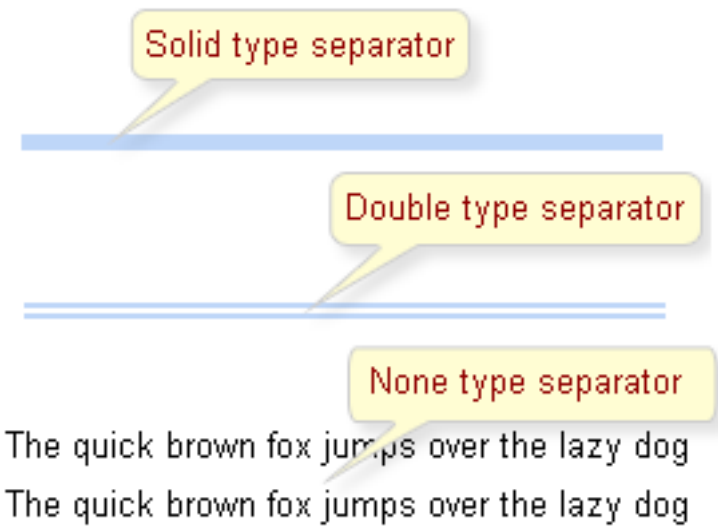 Solid type separator
Double type separator
None type separator
The quick brown fox jumps over the lazy dog
The quick brown fox jumps over the lazy dog